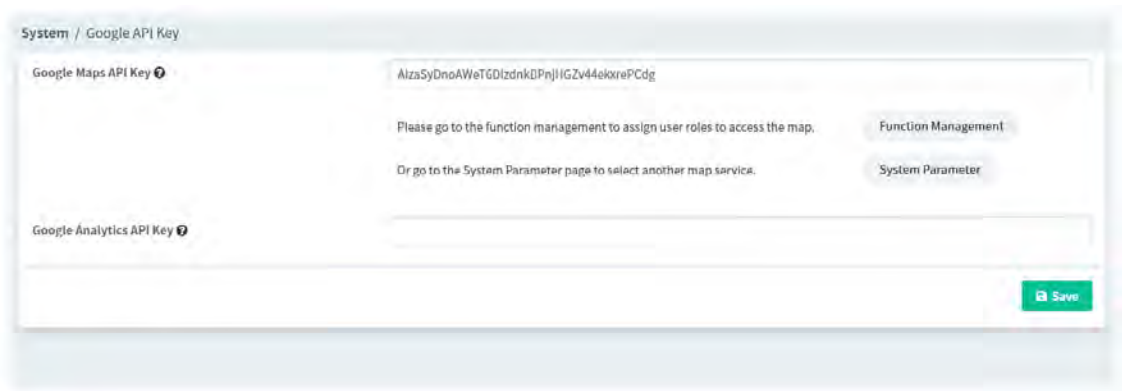 System / Google API Key
Google Maps API Key
Please go to the function management to assign user roles to access the map.
Function Management
Or go to the System Parameter page to select another map service.
System Parameter
Google Analytics API Key
Save